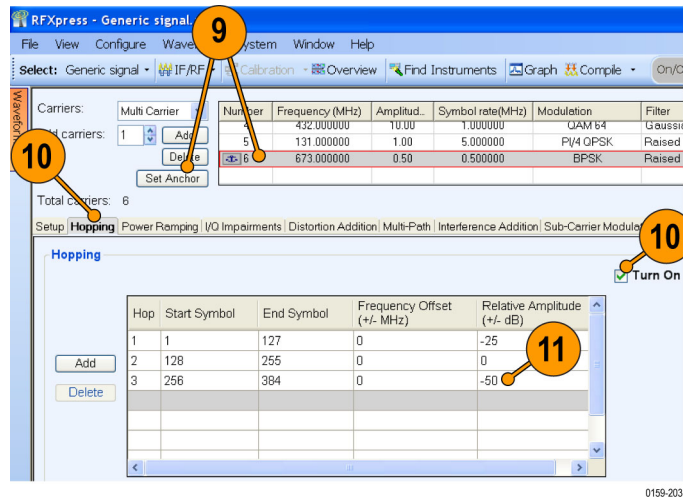 RFXpress - Generic signal.
9
File View Configure Wave System Window Help
Select: Generic signal IF/RF Calibration Overview Find Instruments Graph Compile On/O
Waveform
Carriers: Multi Carrier
Number Frequency (MHz) Amplitud... Symbol rate(MHz) Modulation Filter
4 432.000000 10.00 1.000000 QAM 64 Gaussia
Add carriers: 1 Add
5 131.000000 1.00 5.000000 PI/4 QPSK Raised
10
Delete
6 673.000000 0.50 0.500000 BPSK Raised
Set Anchor
Total carriers: 6
Setup Hopping Power Ramping I/Q Impairments Distortion Addition Multi-Path Interference Addition Sub-Carrier Modula
10
Hopping
Turn On
Hop Start Symbol End Symbol Frequency Offset (+/- MHz) Relative Amplitude (+/- dB)
1 1 127 0 -25
11
Add
2 128 255 0 0
3 256 384 0 -50
Delete
0159-203